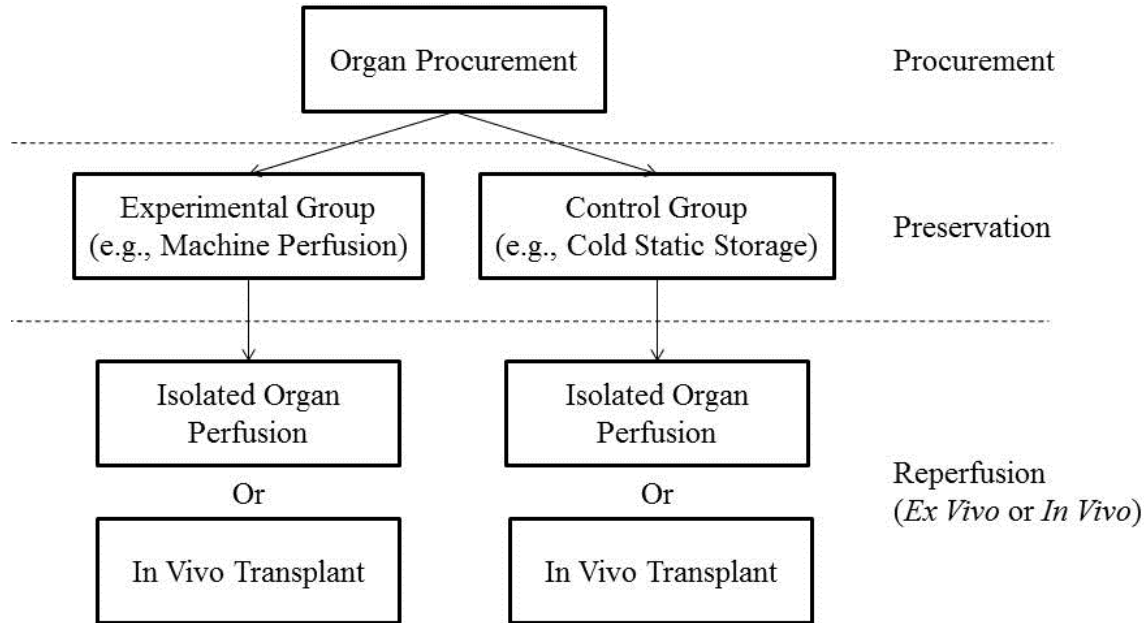 Organ Procurement
Procurement
Experimental Group
(e.g., Machine Perfusion)
Control Group
(e.g., Cold Static Storage)
Preservation
Isolated Organ
Perfusion
Isolated Organ
Perfusion
Or
Or
Reperfusion
(Ex Vivo or In Vivo)
In Vivo Transplant
In Vivo Transplant